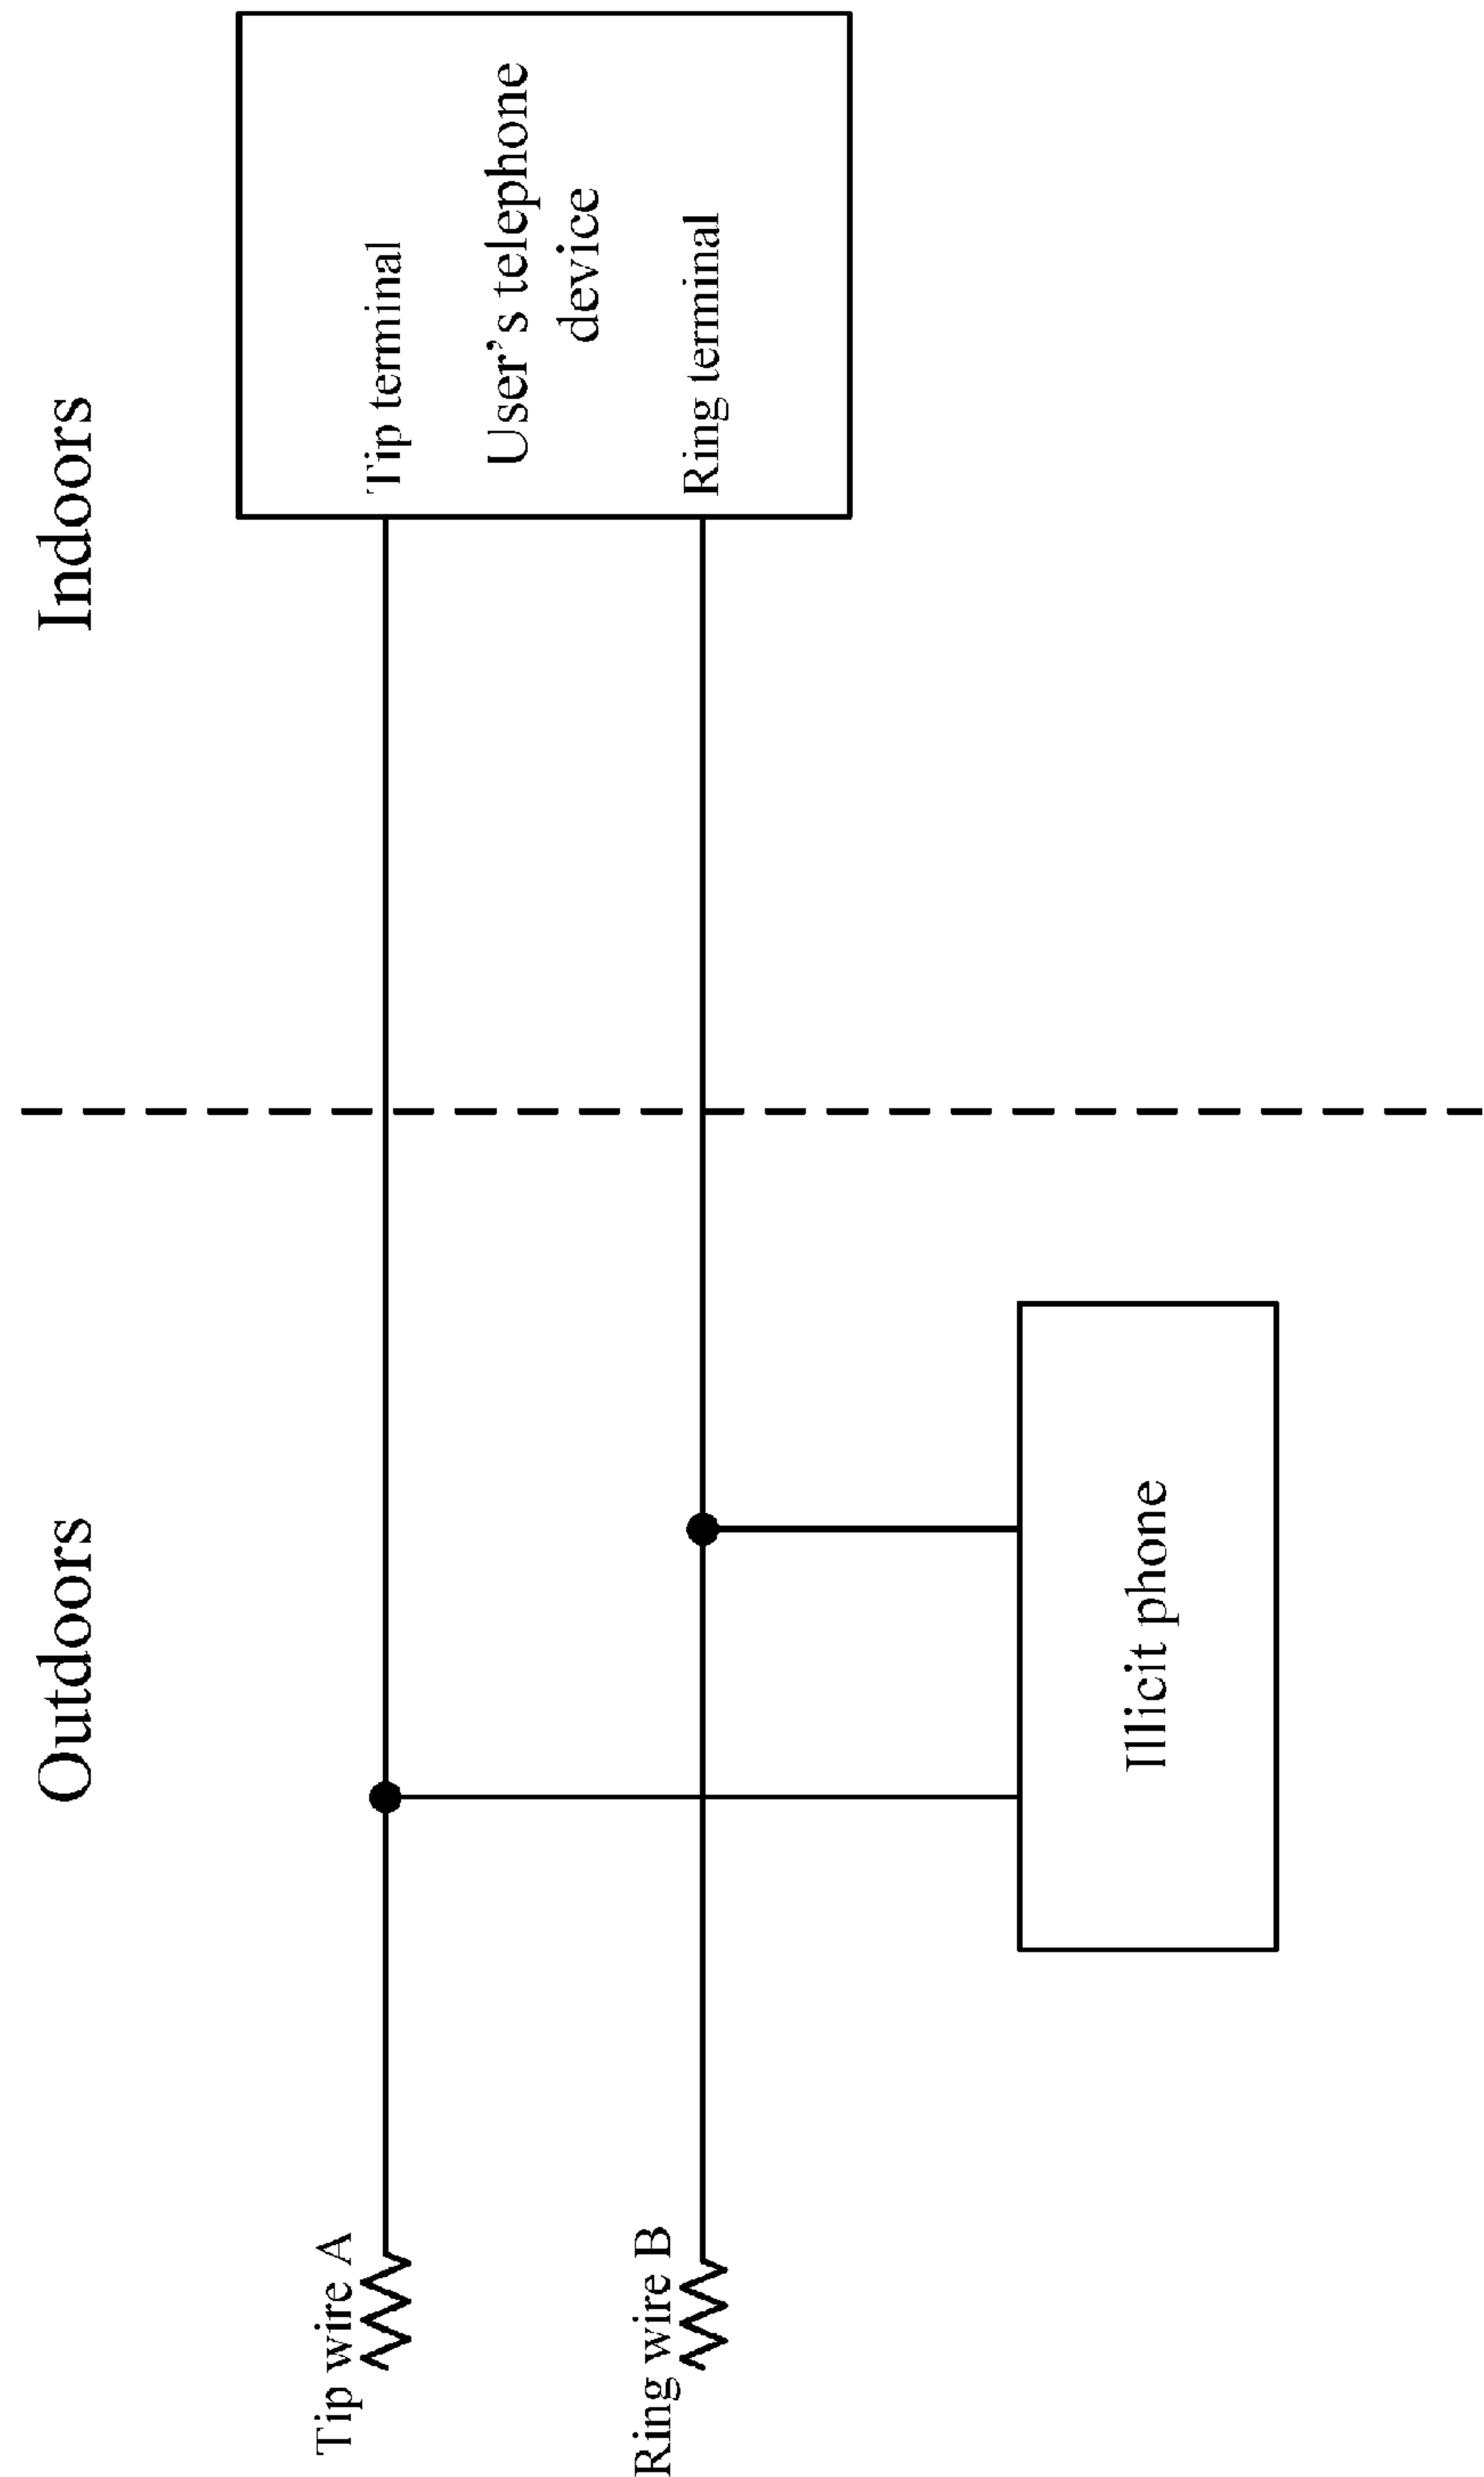 Outdoors
Indoors
Tip wire A
Tip terminal
User's telephone
device
Ring wire B
Ring terminal
Illicit phone